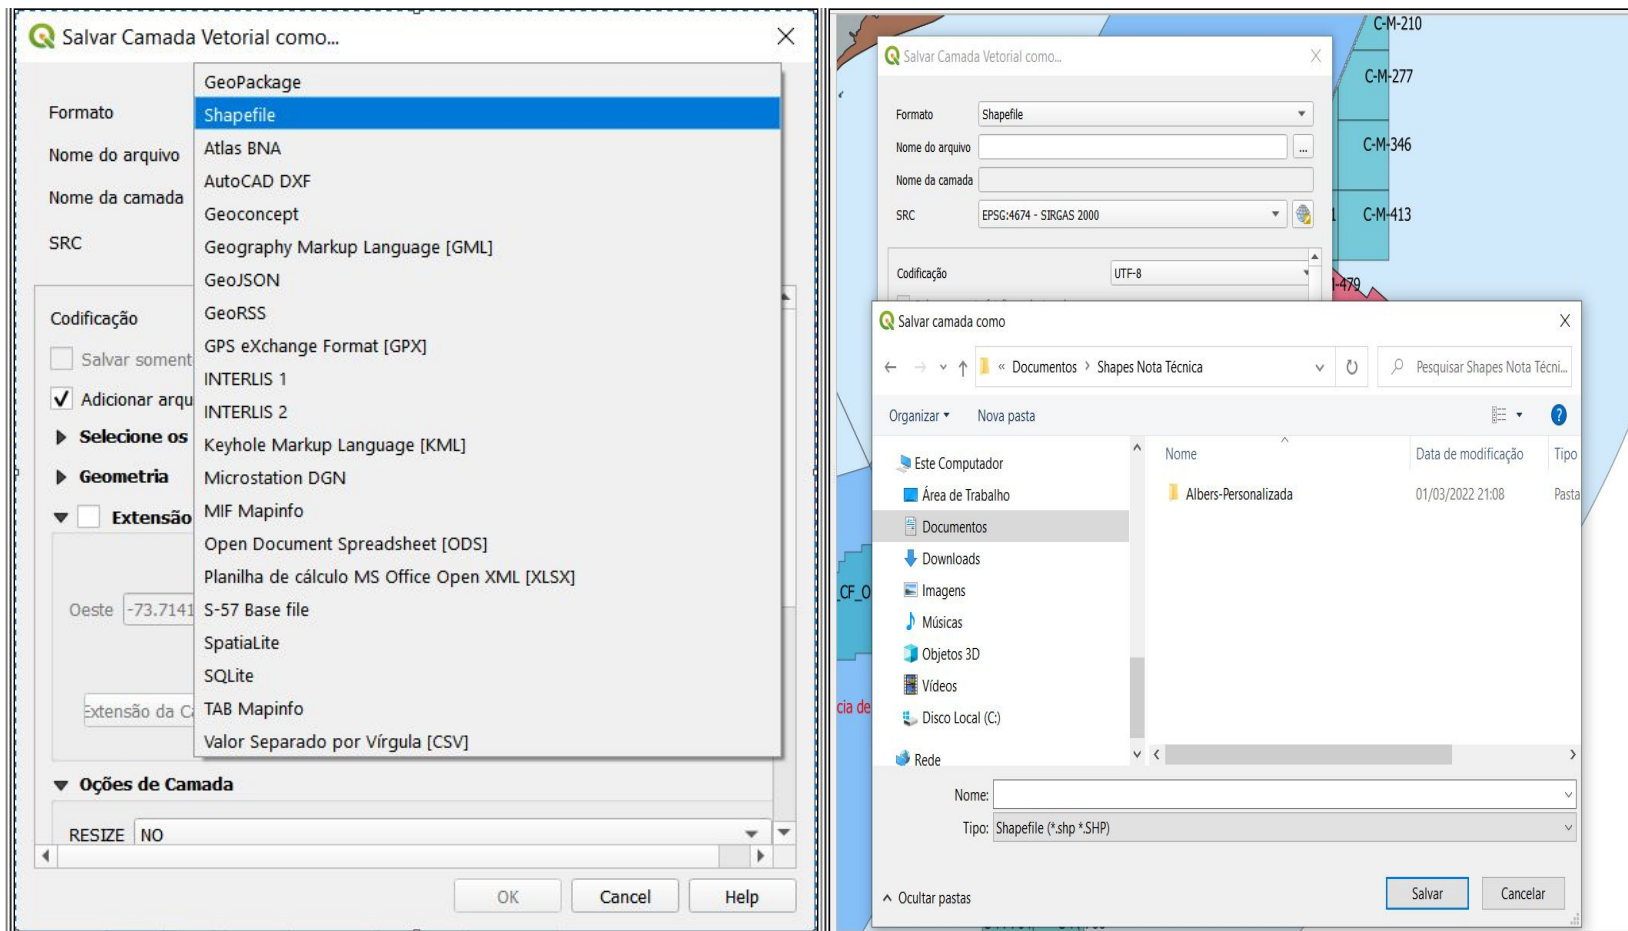 Salvar Camada Vetorial como...
GeoPackage
Formato
Shapefile
Atlas BNA
Nome do arquivo
AutoCAD DXF
Nome da camada
Geoconcept
SRC
Geography Markup Language [GML]
GeoJSON
GeoRSS
Codificação
GPS eXchange Format [GPX]
Salvar soment
INTERLIS 1
Adicionar arqu
INTERLIS 2
Selecione os
Keyhole Markup Language [KML]
Geometria
Microstation DGN
MIF Mapinfo
Extensão
Open Document Spreadsheet [ODS]
Planilha de cálculo MS Office Open XML [XLSX]
Oeste -73.7141
S-57 Base file
SpatiaLite
SQLite
Extensão da C
TAB Mapinfo
Valor Separado por Vírgula [CSV]
Oções de Camada
RESIZE NO
OK Cancel Help
C-M-210
C-M-277
C-M-346
C-M-413
-479
_CF_O
cia de
Salvar Camada Vetorial como...
Formato Shapefile
Nome do arquivo ...
Nome da camada
SRC EPSG:4674 - SIRGAS 2000
Codificação UTF-8
Salvar camada como
« Documentos > Shapes Nota Técnica
Pesquisar Shapes Nota Técni...
Organizar Nova pasta
Nome Data de modificação Tipo
Este Computador
Área de Trabalho
Albers-Personalizada 01/03/2022 21:08 Pasta
Documentos
Downloads
Imagens
Músicas
Objetos 3D
Vídeos
Disco Local (C:)
Rede
Nome:
Tipo: Shapefile (*.shp *.SHP)
Ocultar pastas
Salvar Cancelar